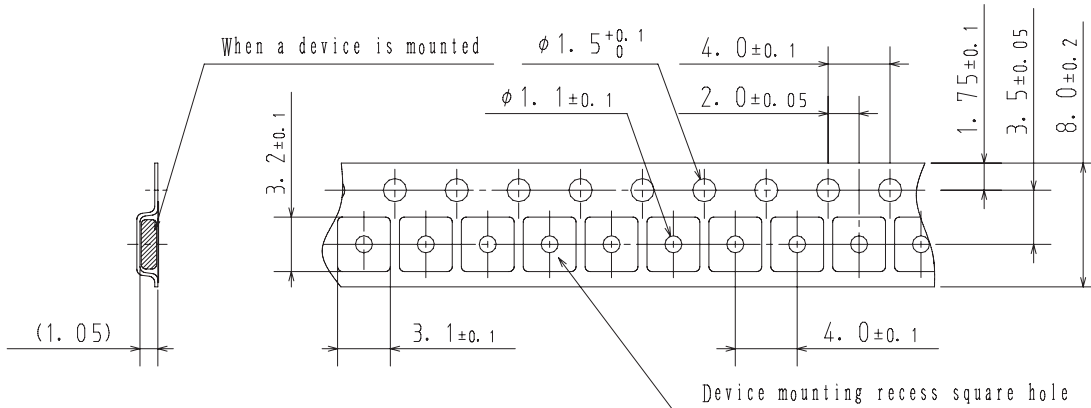 When a device is mounted
φ1.5+0.1 0
4.0±0.1
φ1.1±0.1
2.0±0.05
1.75±0.1
3.5±0.05
8.0±0.2
3.2±0.1
(1.05)
3.1±0.1
4.0±0.1
Device mounting recess square hole